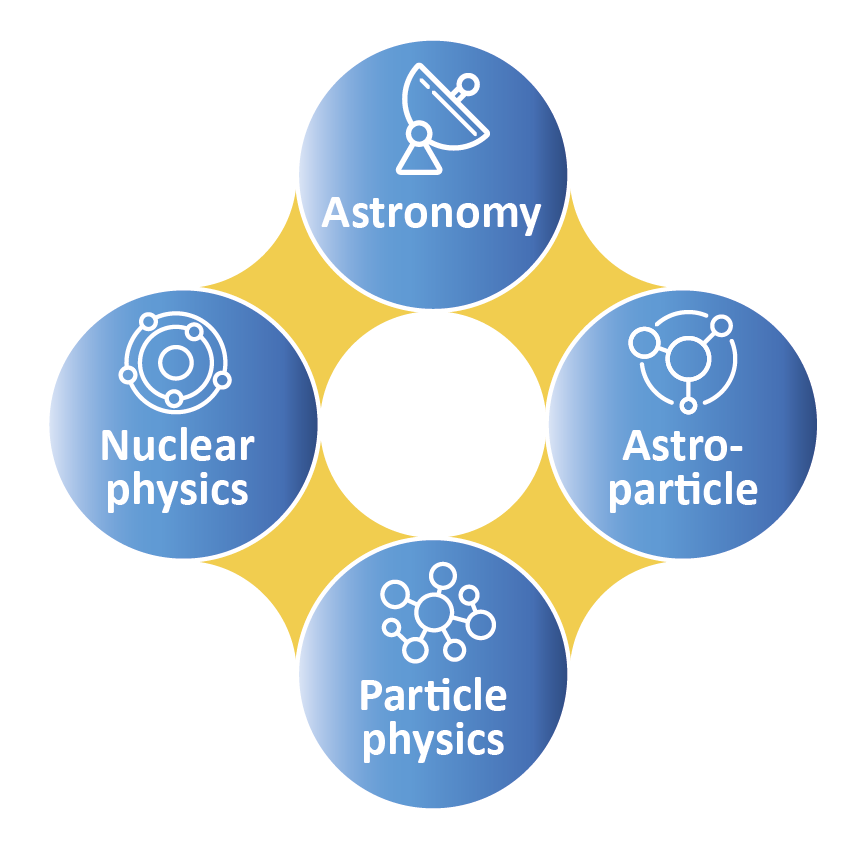 Astronomy
Nuclear
physics
Astro-
particle
Particle
physics